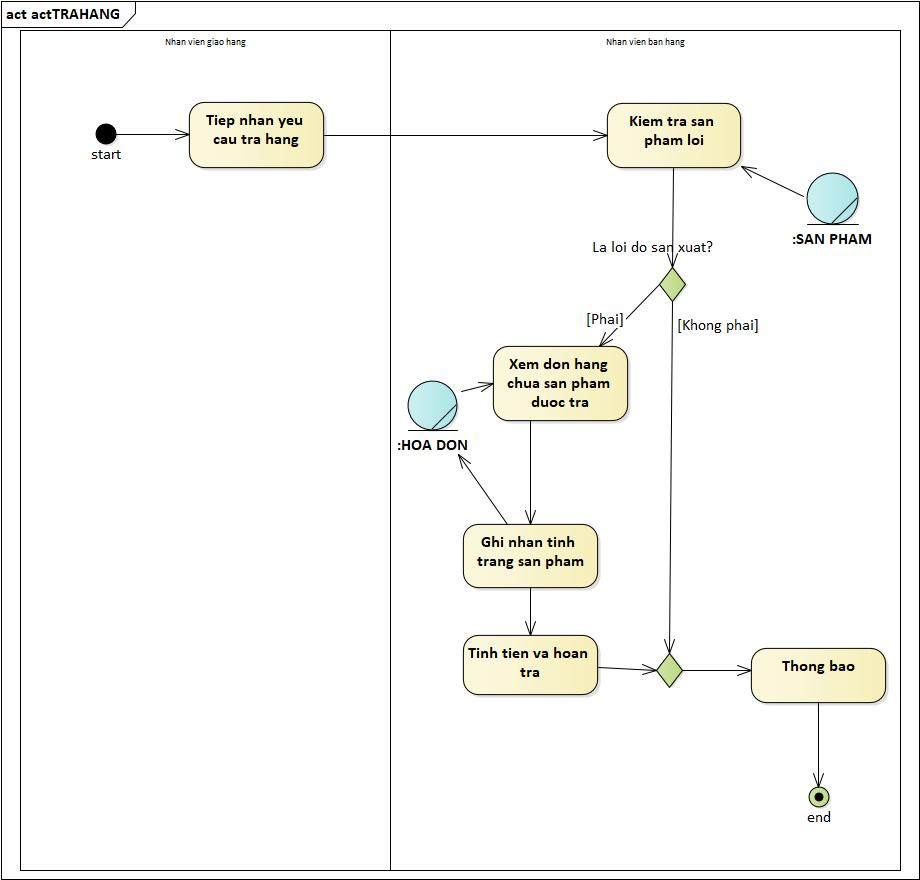 act actTRAHANG
Nhan vien giao hang
Nhan vien ban hang
start
Tiep nhan yeu
cau tra hang
Kiem tra san
pham loi
:SAN PHAM
La loi do san xuat?
[Phai]
[Khong phai]
Xem don hang
chua san pham
duoc tra
:HOA DON
Ghi nhan tinh
trang san pham
Tinh tien va hoan
tra
Thong bao
end